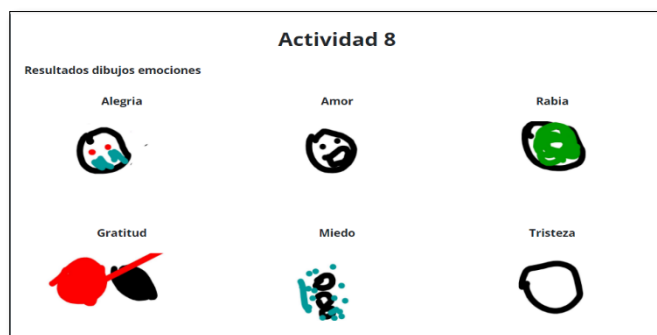 Actividad 8
Resultados dibujos emociones
Alegria
Amor
Rabia
Gratitud
Miedo
Tristeza